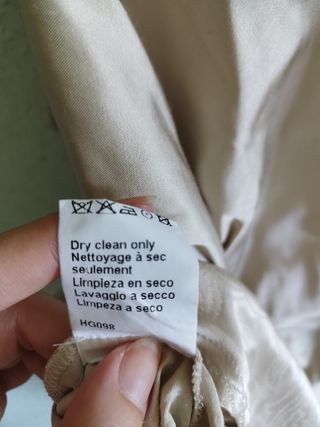 Dry clean only
Nettoyage à sec
seulement
Limpieza en seco
Lavaggio a secco
Limpeza a seco
HG098